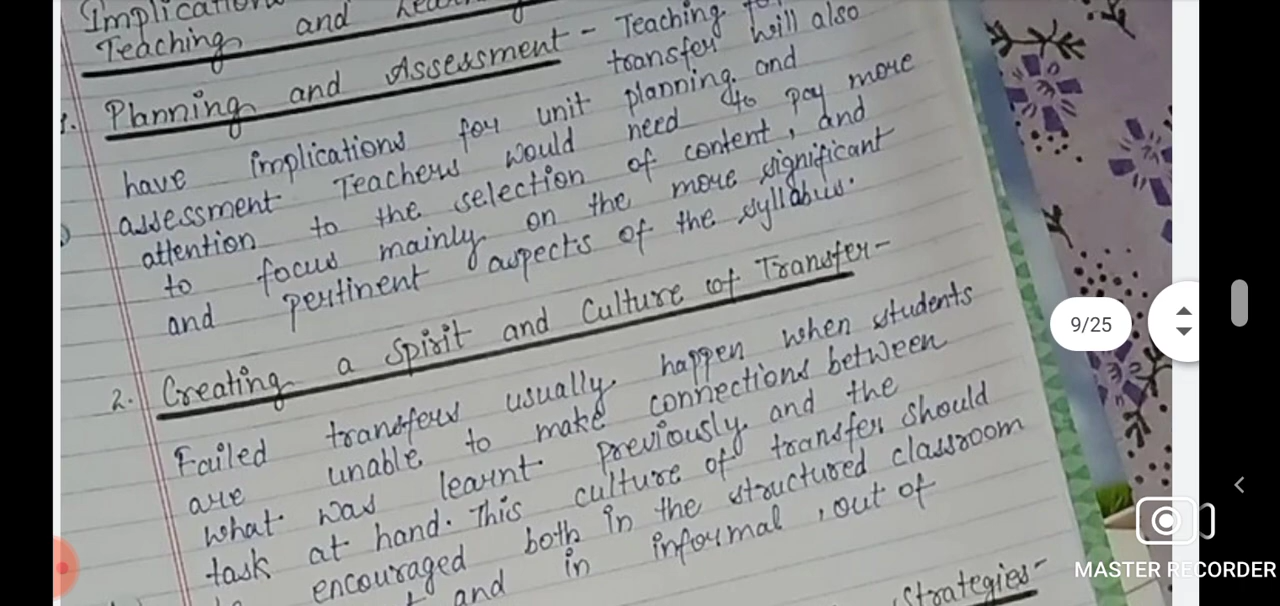 Teaching and
1. Planning and Assessment - Teaching
transfer will also
have implications for unit planning and
assessment Teachers would need to pay more
attention to the selection of content, and
to focus mainly on the more significant
and pertinent aspects of the syllabus.
2. Creating a Spirit and Culture of Transfer-
Failed transfers usually happen when students
are unable to make connections between
what was learnt previously and the
task at hand. This culture of transfer should
encouraged both in the structured classroom
and in informal, out of
Strategies-
9/25
MASTER RECORDER